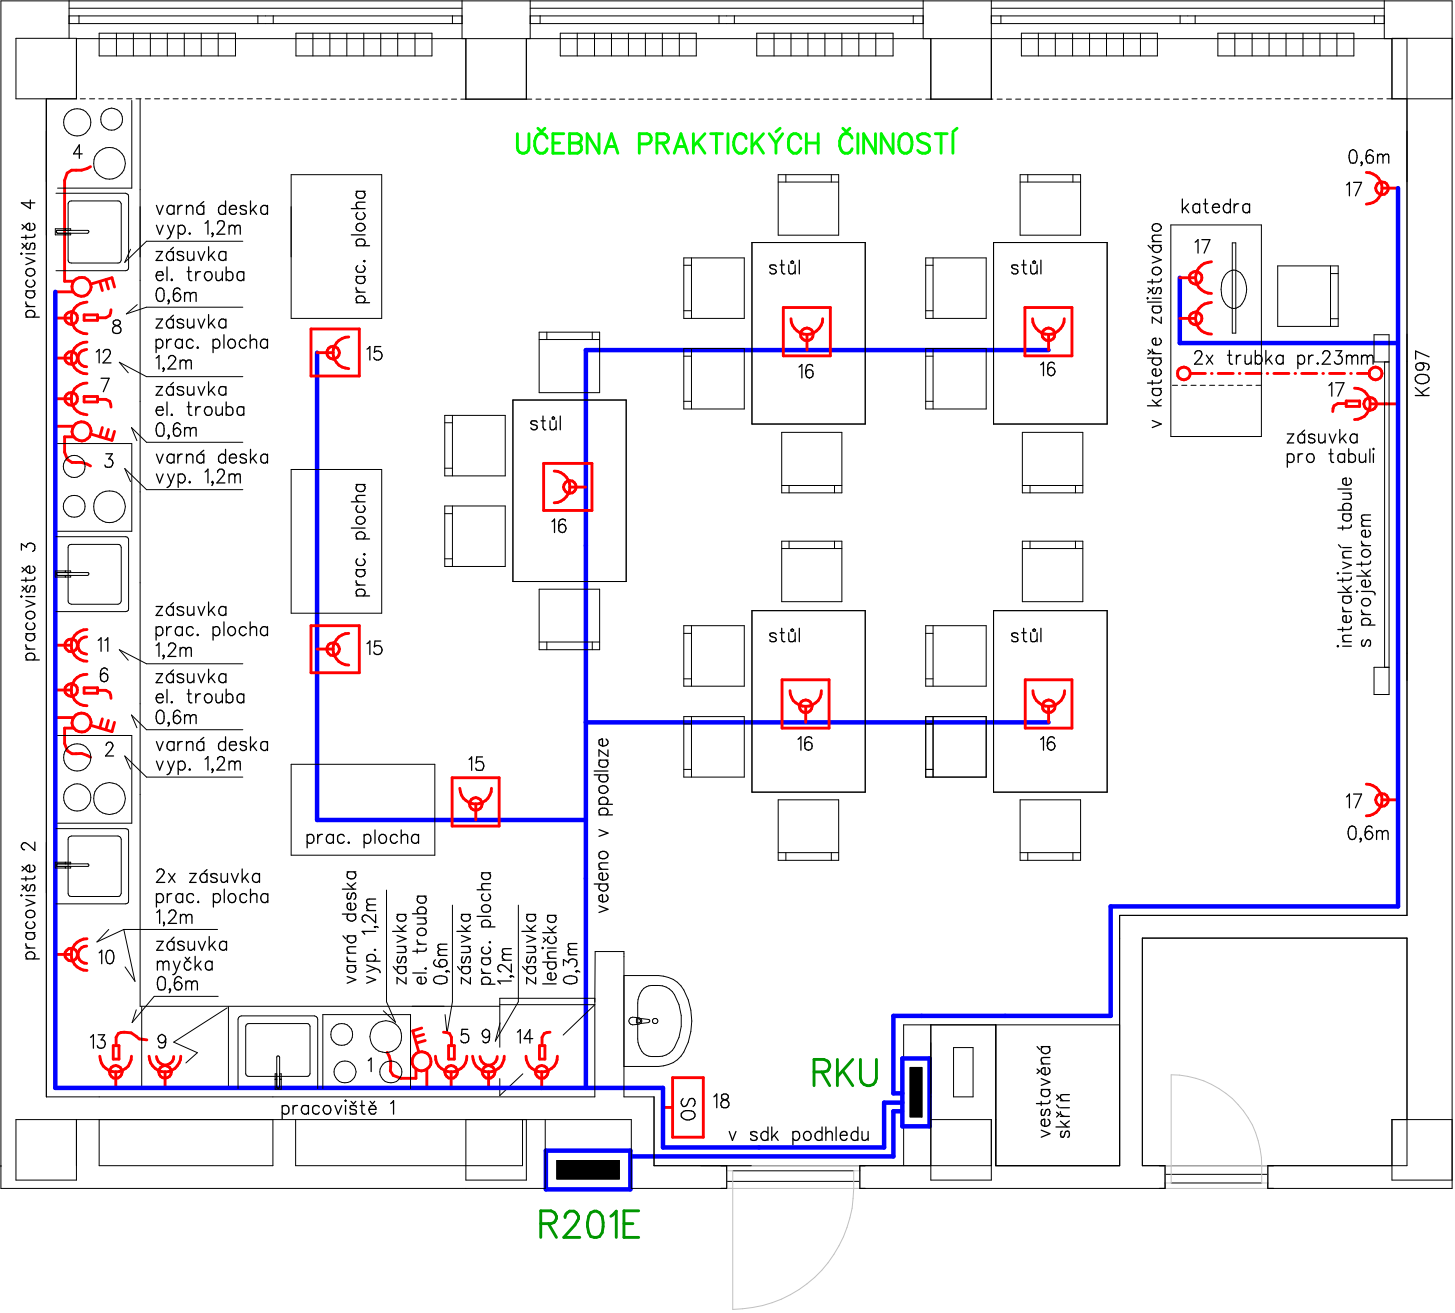 UČEBNA PRAKTICKÝCH ČINNOSTÍ
4
pracoviště 4
varná deska
vyp. 1,2m
zásuvka
el. trouba
0,6m
8
zásuvka
prac. plocha
1,2m
12
7
zásuvka
el. trouba
0,6m
3
varná deska
vyp. 1,2m
pracoviště 3
zásuvka
prac. plocha
1,2m
11
6
zásuvka
el. trouba
0,6m
2
varná deska
vyp. 1,2m
pracoviště 2
2x zásuvka
prac. plocha
1,2m
10
zásuvka
myčka
0,6m
13
9
varná deska
vyp. 1,2m
zásuvka
el. trouba
0,6m
zásuvka
prac. plocha
1,2m
zásuvka
lednička
0,3m
1
5
9
14
pracoviště 1
prac. plocha
15
prac. plocha
15
15
prac. plocha
stůl
16
stůl
16
stůl
16
stůl
16
stůl
16
vedeno v ppodlaze
katedra
17
v katedře zalištováno
2x trubka pr.23mm
0,6m
17
K097
17
zásuvka
pro tabuli
interaktivní tabule
s projektorem
17
0,6m
RKU
vestavěná
skříň
OS
18
v sdk podhledu
R201E